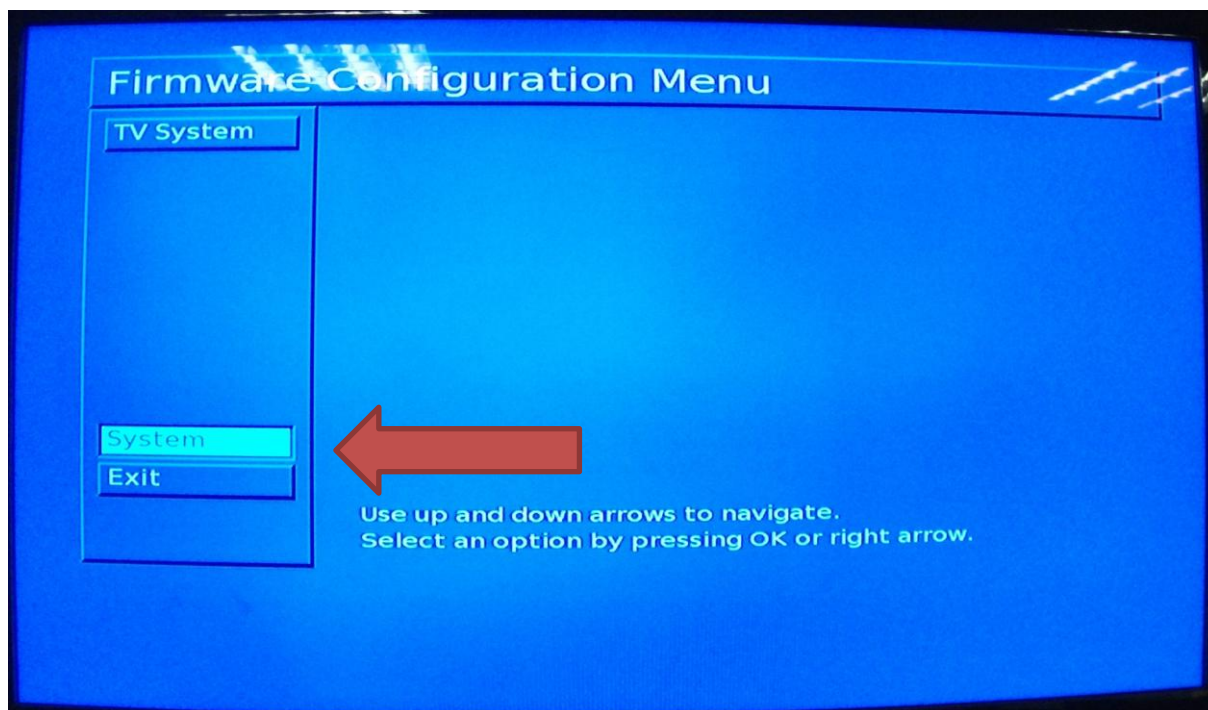 Firmware Configuration Menu
TV System
System
Exit
Use up and down arrows to navigate.
Select an option by pressing OK or right arrow.